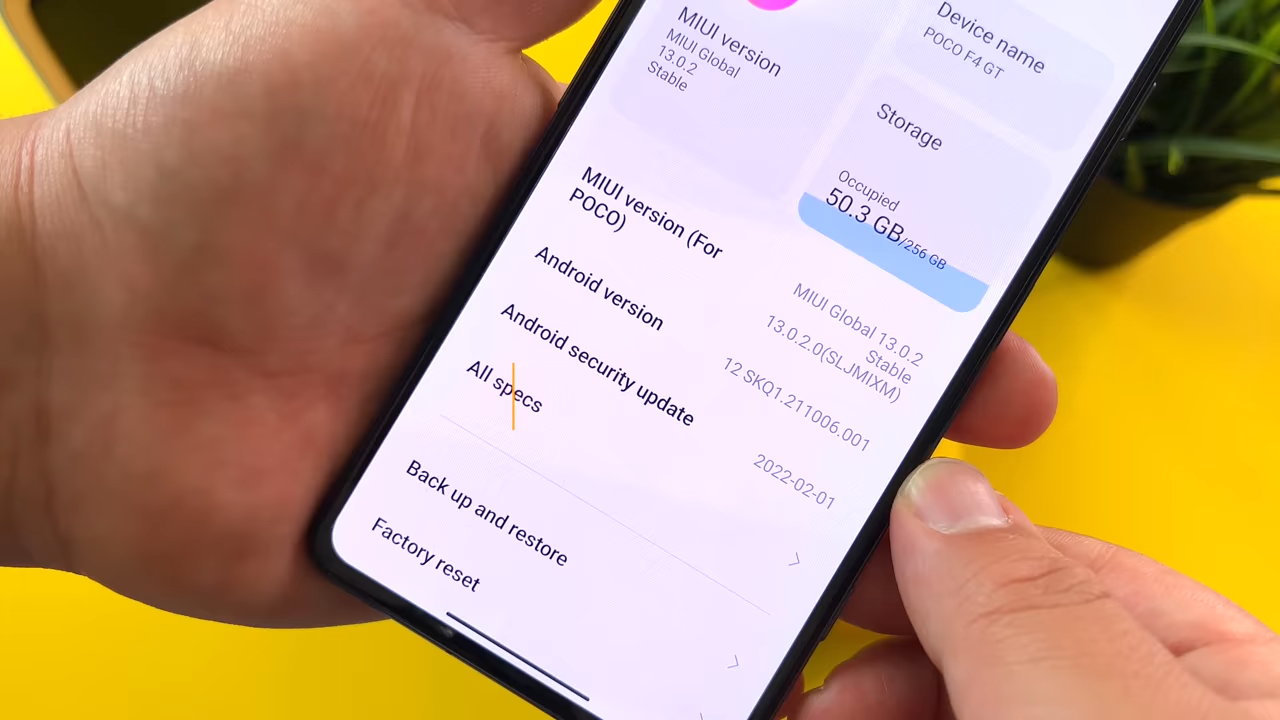 MIUI version
MIUI Global
13.0.2
Stable
Device name
POCO F4 GT
Storage
Occupied
50.3 GB/256 GB
MIUI version (For
POCO)
MIUI Global 13.0.2
Stable
13.0.2.0(SLJMIXM)
Android version
12 SKQ1.211006.001
Android security update
2022-02-01
All specs
Back up and restore
Factory reset